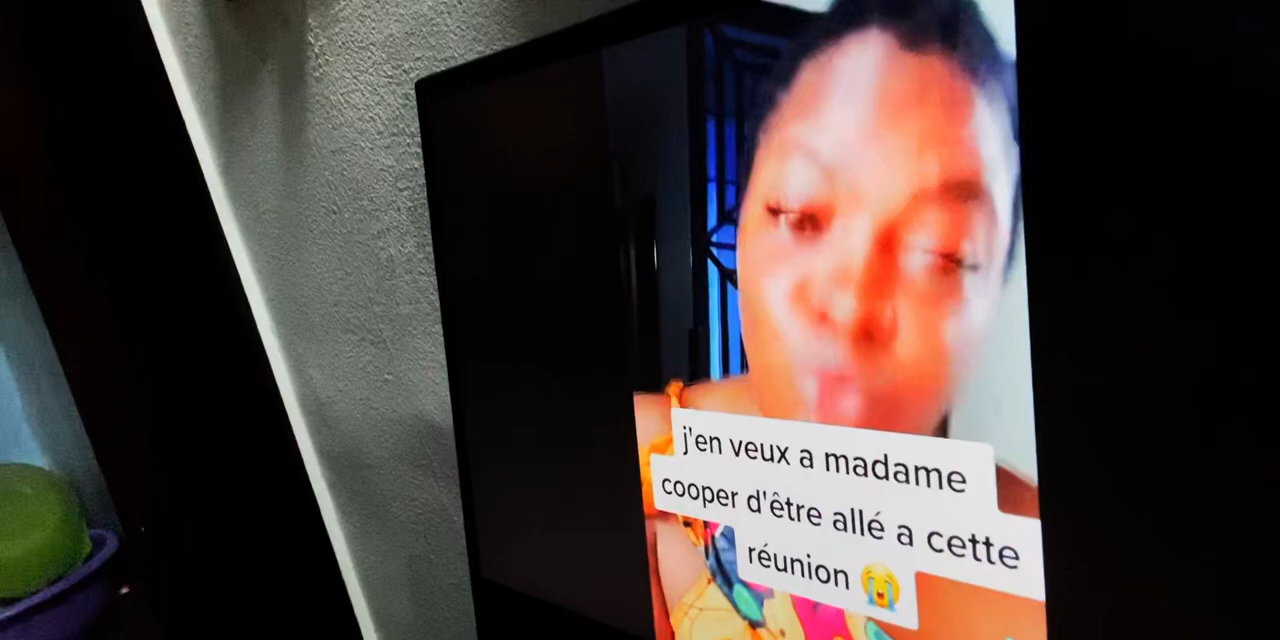 j'en veux a madame
cooper d'être allé a cette
réunion 😭